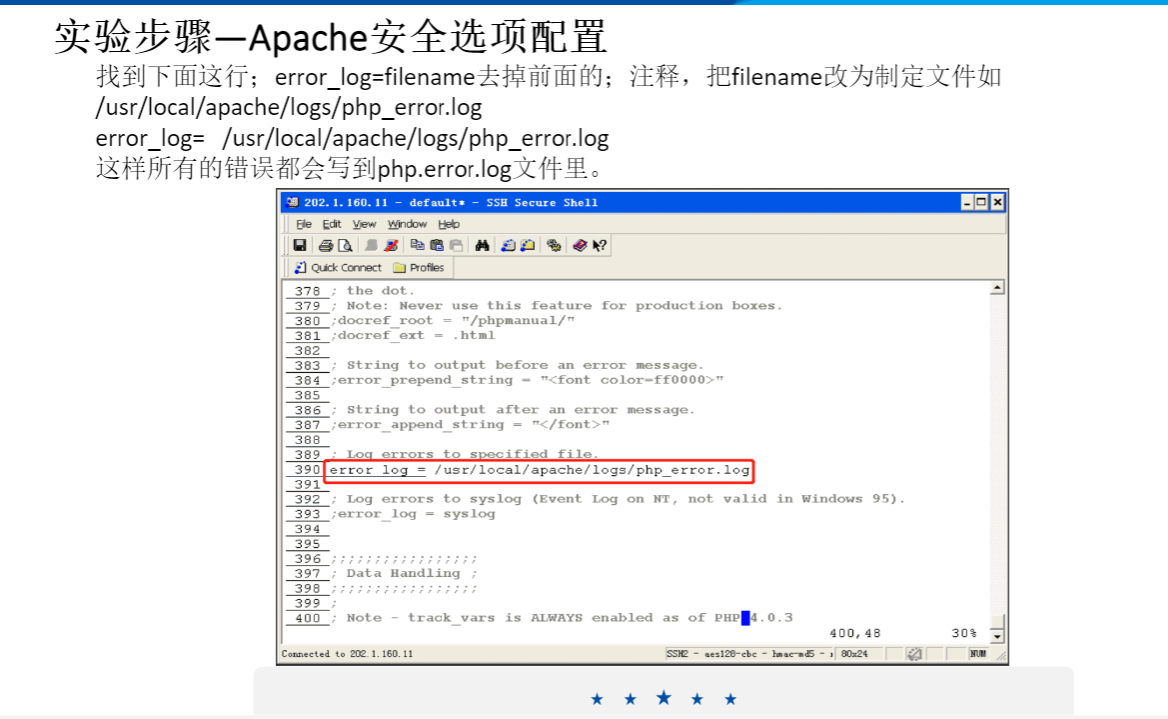 实验步骤—Apache安全选项配置
找到下面这行；error_log=filename去掉前面的；注释，把filename改为制定文件如
/usr/local/apache/logs/php_error.log
error_log= /usr/local/apache/logs/php_error.log
这样所有的错误都会写到php.error.log文件里。
202.1.160.11 - default* - SSH Secure Shell
File Edit View Window Help
Quick Connect Profiles
378 ; the dot.
379 ; Note: Never use this feature for production boxes.
380 ;docref_root = "/phpmanual/"
381 ;docref_ext = .html
382
383 ; String to output before an error message.
384 ;error_prepend_string = "<font color=ff0000>"
385
386 ; String to output after an error message.
387 ;error_append_string = "</font>"
388
389 ; Log errors to specified file.
390 error_log = /usr/local/apache/logs/php_error.log
391
392 ; Log errors to syslog (Event Log on NT, not valid in Windows 95).
393 ;error_log = syslog
394
395
396 ;;;;;;;;;;;;;;;;;
397 ; Data Handling ;
398 ;;;;;;;;;;;;;;;;;
399 ;
400 ; Note - track_vars is ALWAYS enabled as of PHP 4.0.3
400,48 30%
Connected to 202.1.160.11 SSH2 - aes128-cbc - hmac-md5 - 80x24 NUM